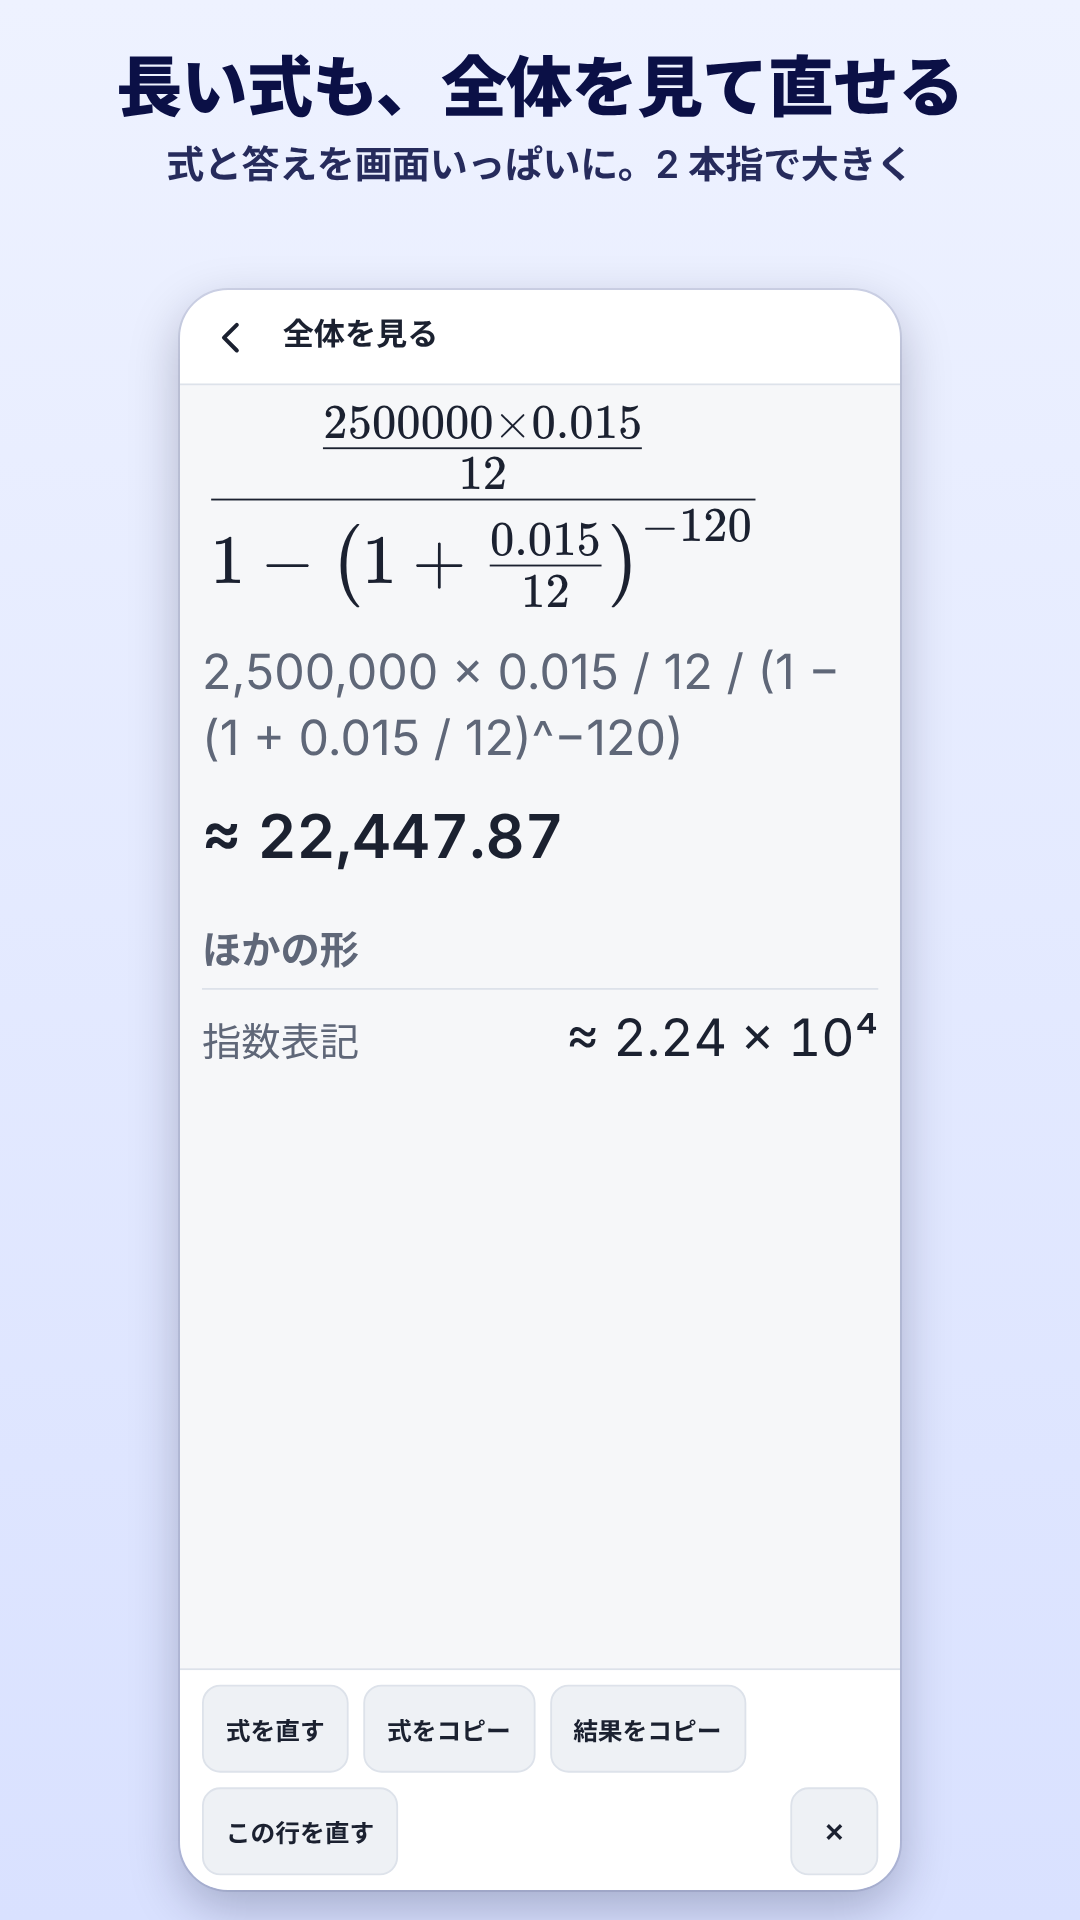 長い式も、全体を見て直せる
式と答えを画面いっぱいに。2 本指で大きく
全体を見る
2500000×0.015
12
1 − (1 + 0.015/12)^−120
2,500,000 × 0.015 / 12 / (1 −
(1 + 0.015 / 12)^−120)
≈ 22,447.87
ほかの形
指数表記 ≈ 2.24 × 10⁴
式を直す 式をコピー 結果をコピー
この行を直す ×